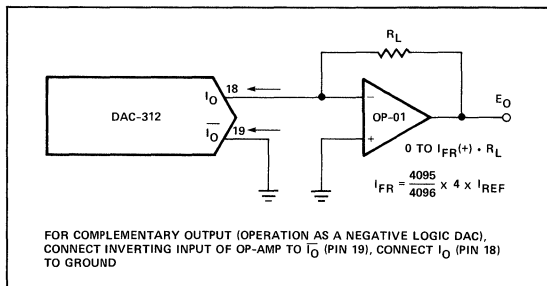 R_L
DAC-312
I_O
18
I̅_O̅
19
−
+
OP-01
E_O
0 TO I_FR(+) • R_L
I_FR = 4095/4096 x 4 x I_REF
FOR COMPLEMENTARY OUTPUT (OPERATION AS A NEGATIVE LOGIC DAC),
CONNECT INVERTING INPUT OF OP-AMP TO I̅_O̅ (PIN 19), CONNECT I_O (PIN 18)
TO GROUND